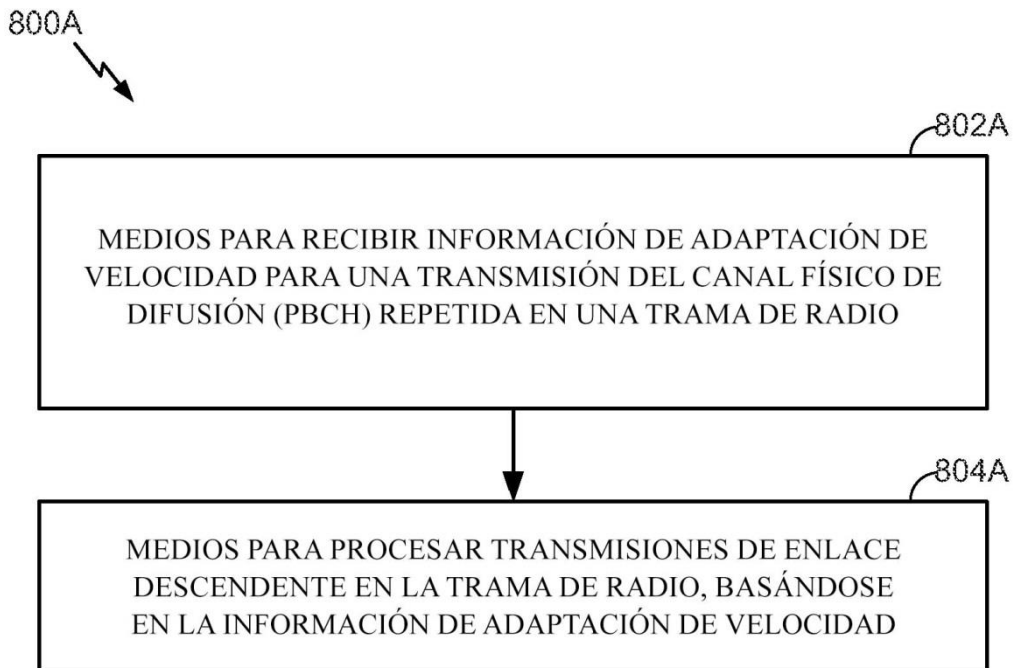 800A
802A
MEDIOS PARA RECIBIR INFORMACIÓN DE ADAPTACIÓN DE
VELOCIDAD PARA UNA TRANSMISIÓN DEL CANAL FÍSICO DE
DIFUSIÓN (PBCH) REPETIDA EN UNA TRAMA DE RADIO
804A
MEDIOS PARA PROCESAR TRANSMISIONES DE ENLACE
DESCENDENTE EN LA TRAMA DE RADIO, BASÁNDOSE
EN LA INFORMACIÓN DE ADAPTACIÓN DE VELOCIDAD